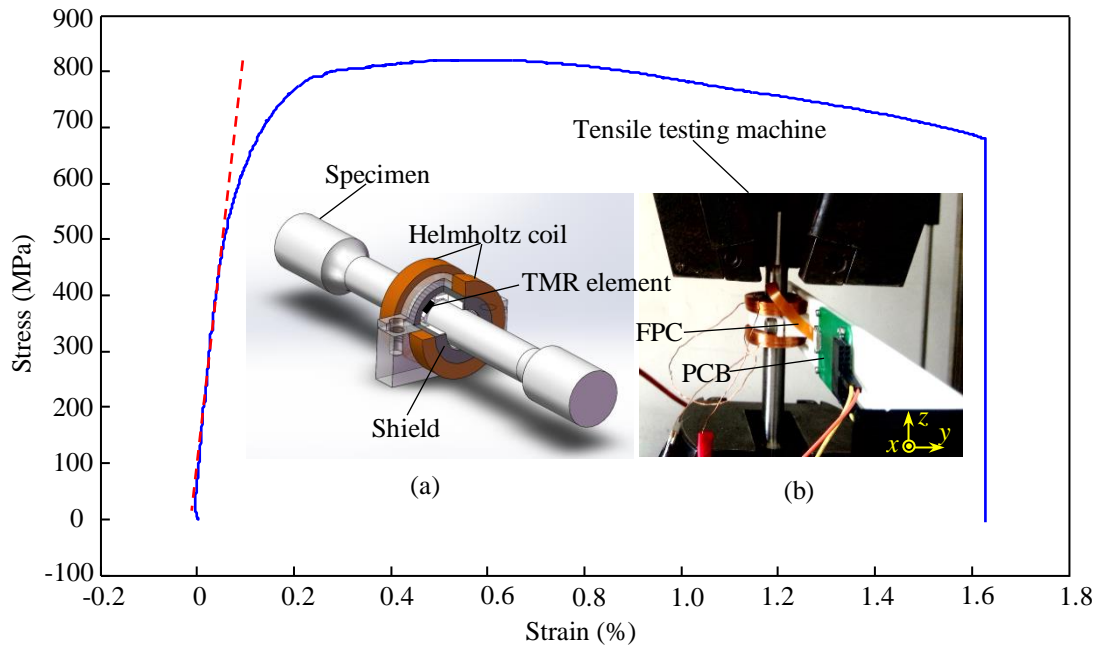 900
800
700
600
500
400
300
200
100
0
-100
Stress (MPa)
Tensile testing machine
Specimen
Helmholtz coil
TMR element
Shield
(a)
FPC
PCB
z
x
y
(b)
-0.2
0
0.2
0.4
0.6
0.8
1.0
1.2
1.4
1.6
1.8
Strain (%)